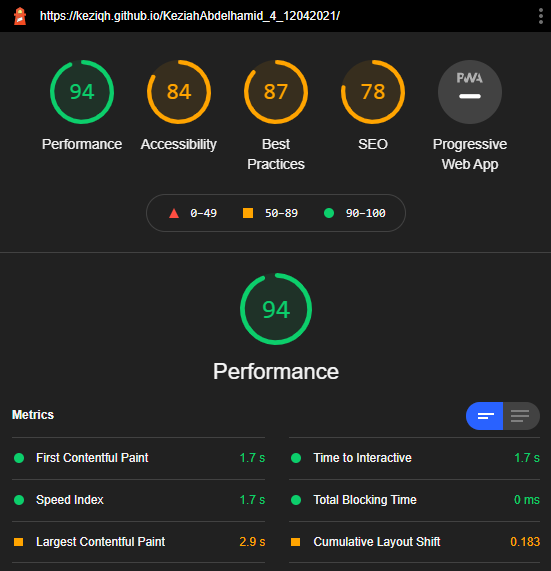 https://keziqh.github.io/KeziahAbdelhamid_4_12042021/
94 84 87 78 PWA
Performance Accessibility Best Practices SEO Progressive Web App
0–49 50–89 90–100
94
Performance
Metrics
First Contentful Paint 1.7 s Time to Interactive 1.7 s
Speed Index 1.7 s Total Blocking Time 0 ms
Largest Contentful Paint 2.9 s Cumulative Layout Shift 0.183